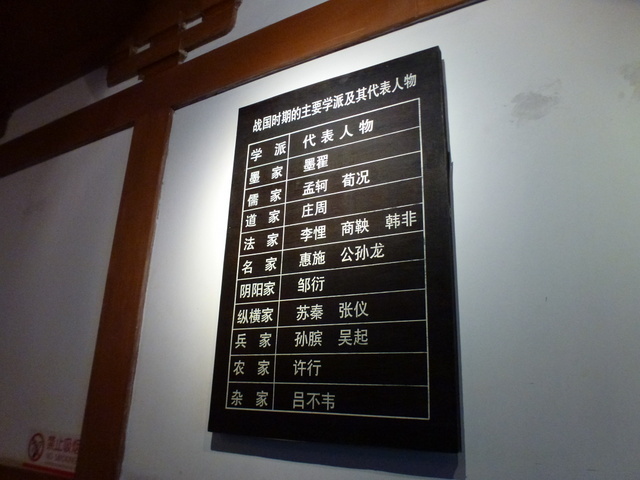 战国时期的主要学派及其代表人物
学 派 代表人物
墨 家 墨翟
儒 家 孟轲 荀况
道 家 庄周
法 家 李悝 商鞅 韩非
名 家 惠施 公孙龙
阴阳家 邹衍
纵横家 苏秦 张仪
兵 家 孙膑 吴起
农 家 许行
杂 家 吕不韦
禁止吸烟